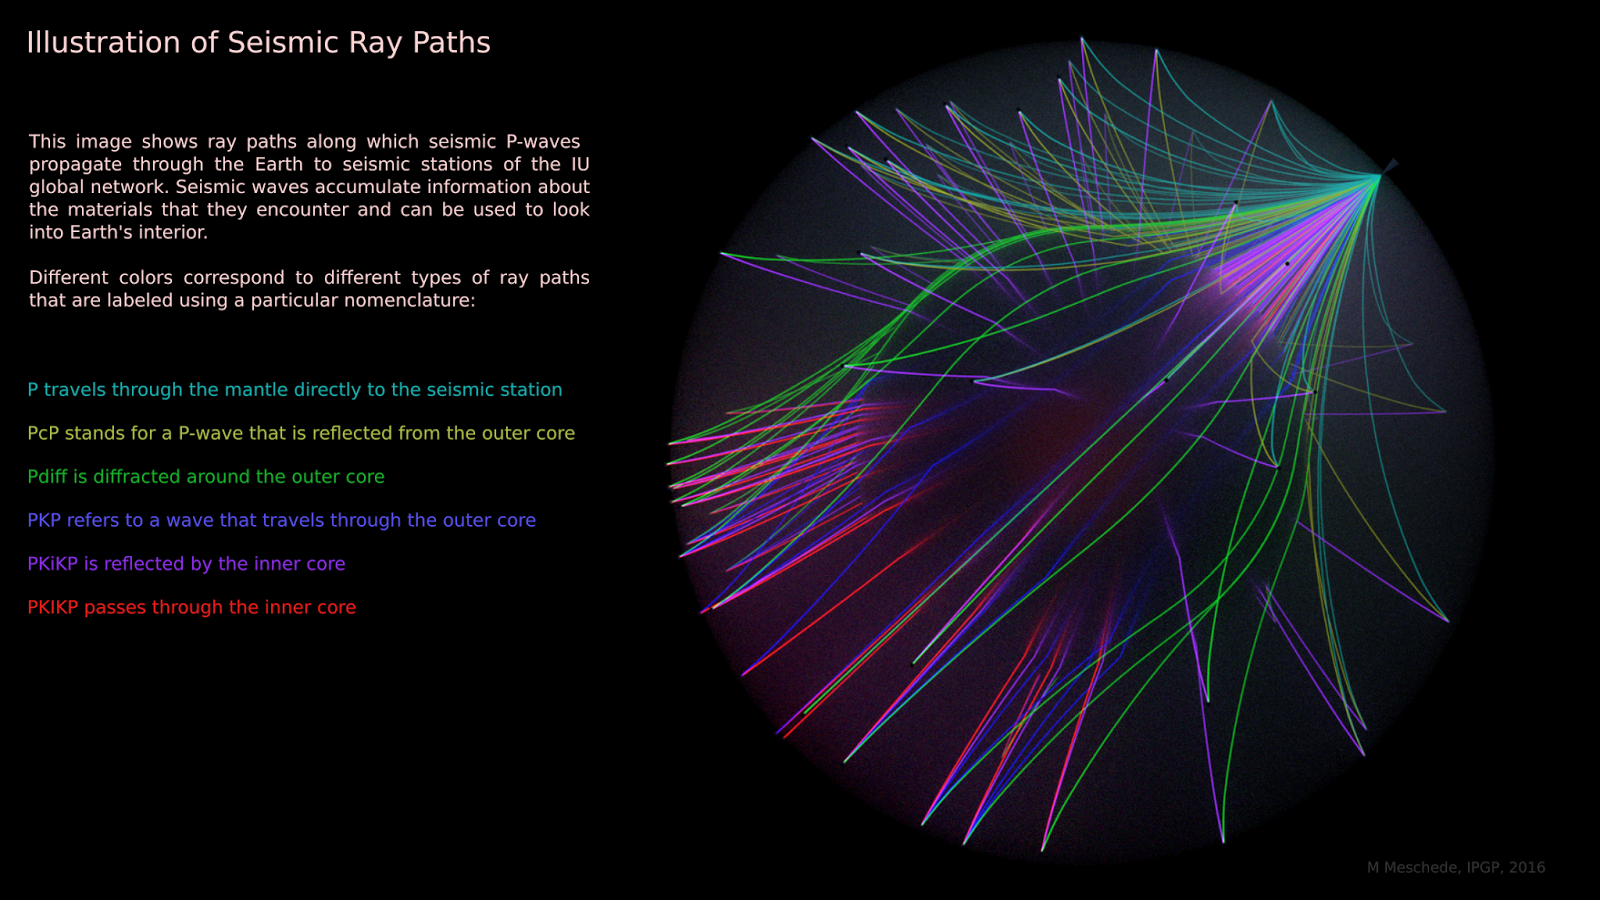 Illustration of Seismic Ray Paths
This image shows ray paths along which seismic P-waves
propagate through the Earth to seismic stations of the IU
global network. Seismic waves accumulate information about
the materials that they encounter and can be used to look
into Earth's interior.
Different colors correspond to different types of ray paths
that are labeled using a particular nomenclature:
P travels through the mantle directly to the seismic station
PcP stands for a P-wave that is reflected from the outer core
Pdiff is diffracted around the outer core
PKP refers to a wave that travels through the outer core
PKiKP is reflected by the inner core
PKIKP passes through the inner core
M Meschede, IPGP, 2016